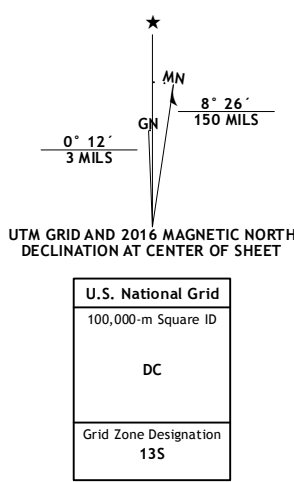 ★
MN
8° 26´
150 MILS
GN
0° 12´
3 MILS
UTM GRID AND 2016 MAGNETIC NORTH
DECLINATION AT CENTER OF SHEET
U.S. National Grid
100,000-m Square ID
DC
Grid Zone Designation
13S